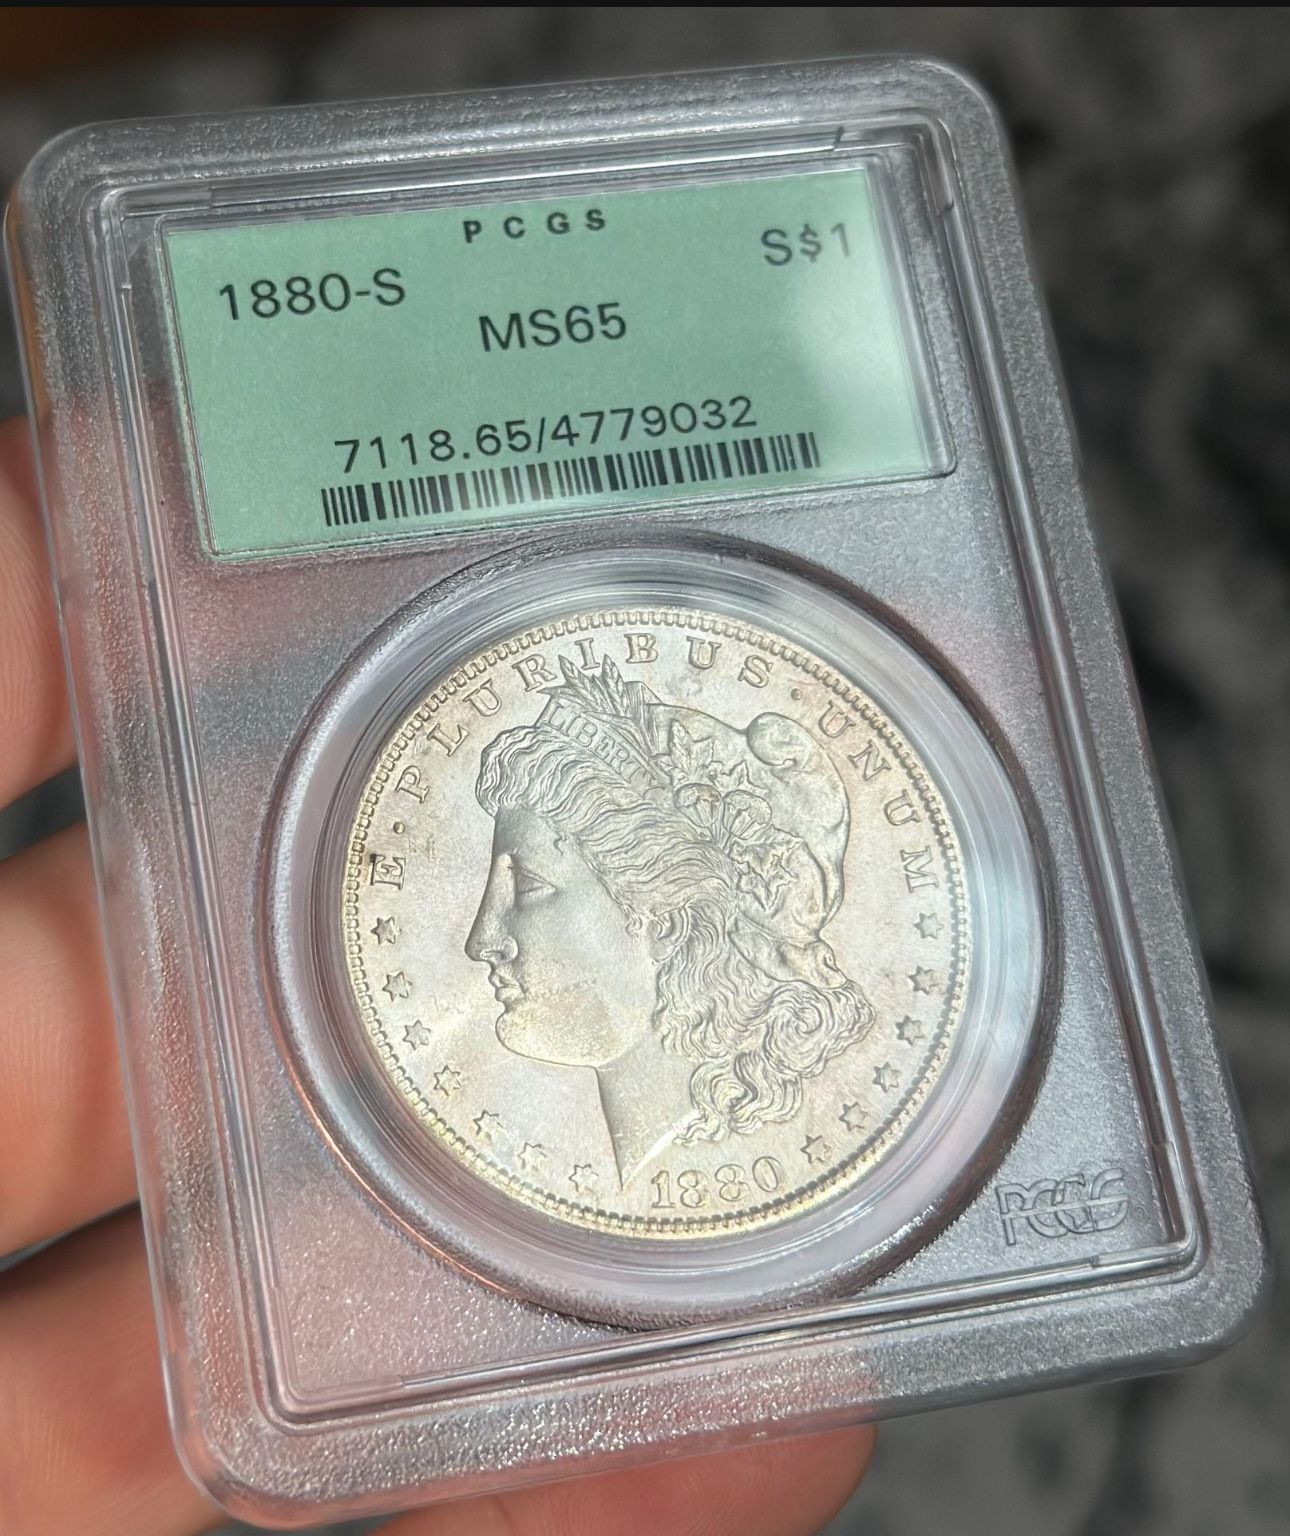 PCGS
1880-S S$1
MS65
7118.65/4779032
E·PLURIBUS·UNUM
LIBERTY
1880
PCGS